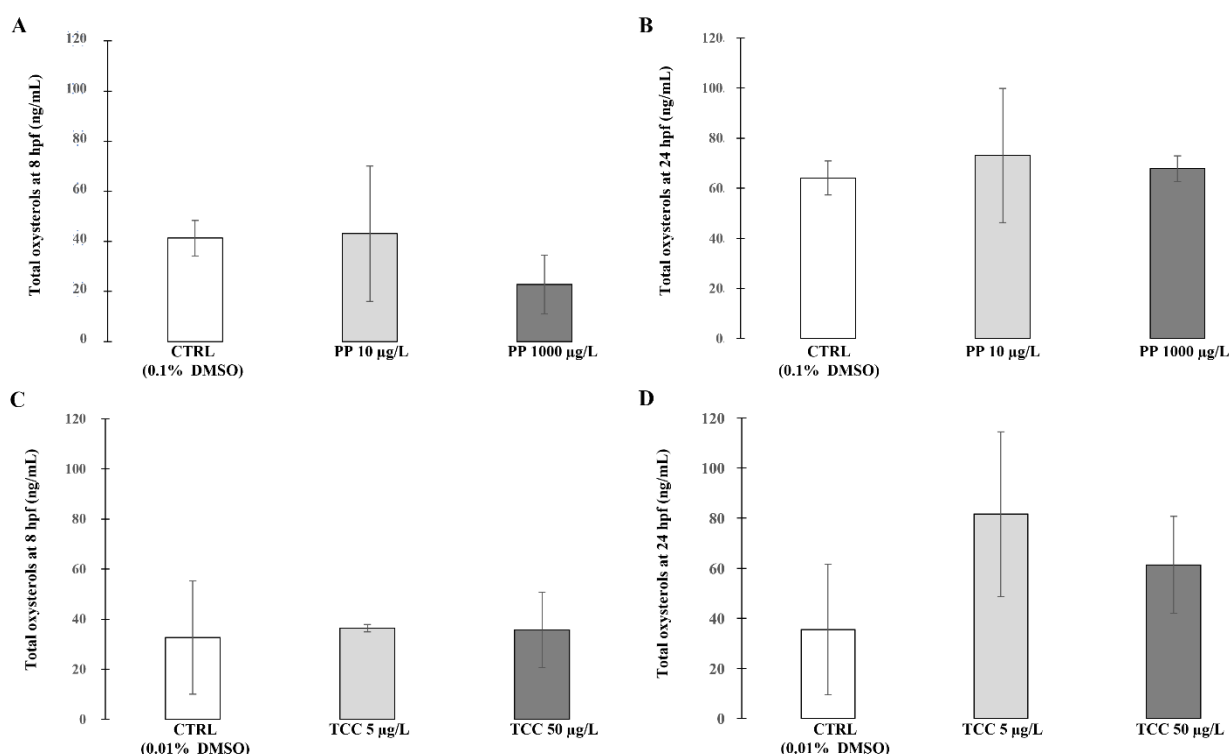 A
Total oxysterols at 8 hpf (ng/mL)
120
100
80
60
40
20
0
CTRL
(0.1% DMSO)
PP 10 µg/L
PP 1000 µg/L
B
Total oxysterols at 24 hpf (ng/mL)
120
100
80
60
40
20
0
CTRL
(0.1% DMSO)
PP 10 µg/L
PP 1000 µg/L
C
Total oxysterols at 8 hpf (ng/mL)
120
100
80
60
40
20
0
CTRL
(0.01% DMSO)
TCC 5 µg/L
TCC 50 µg/L
D
Total oxysterols at 24 hpf (ng/mL)
120
100
80
60
40
20
0
CTRL
(0.01% DMSO)
TCC 5 µg/L
TCC 50 µg/L